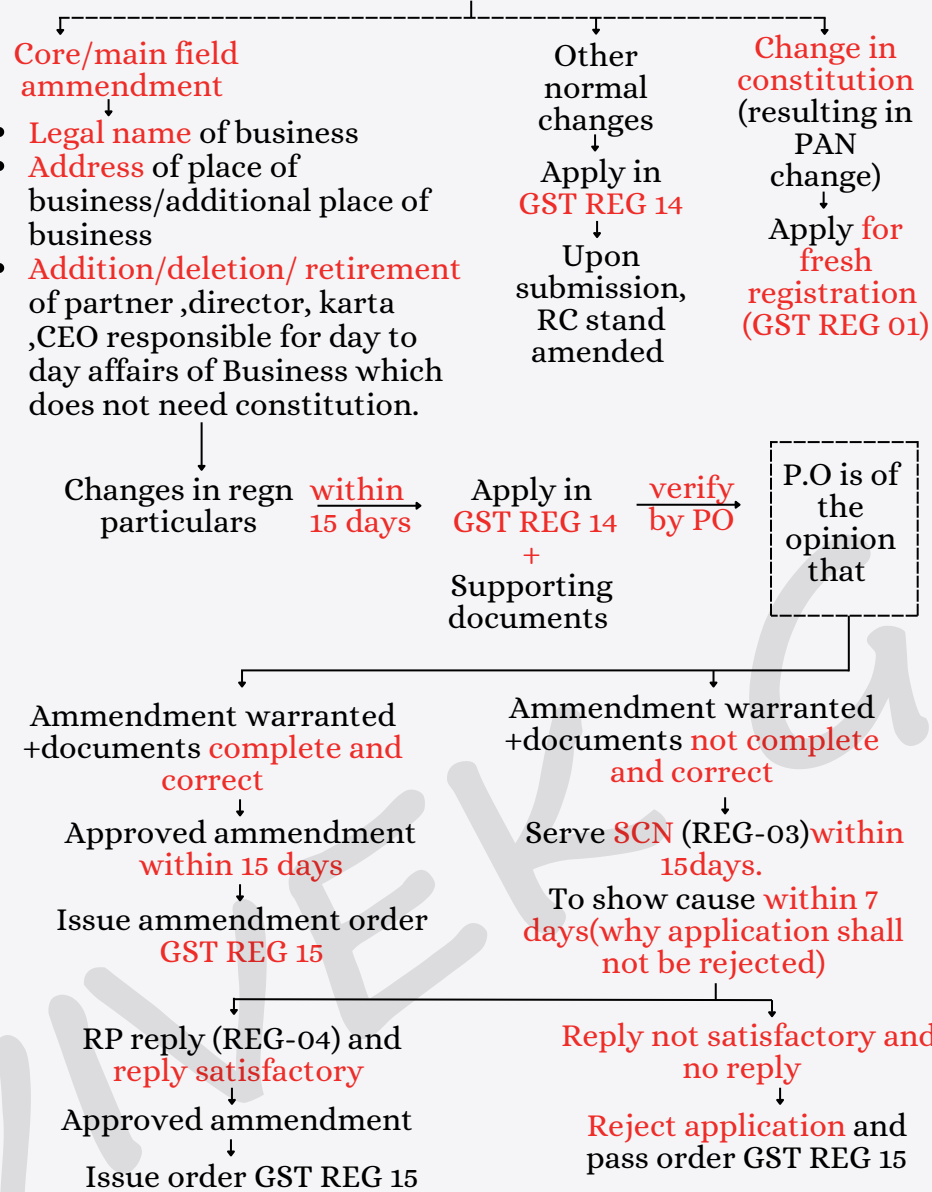 Core/main field
ammendment
• Legal name of business
• Address of place of
business/additional place of
business
• Addition/deletion/ retirement
of partner ,director, karta
,CEO responsible for day to
day affairs of Business which
does not need constitution.
Other
normal
changes
Apply in
GST REG 14
Upon
submission,
RC stand
amended
Change in
constitution
(resulting in
PAN
change)
Apply for
fresh
registration
(GST REG 01)
Changes in regn
particulars
within
15 days
Apply in
GST REG 14
+
Supporting
documents
verify
by PO
P.O is of
the
opinion
that
Ammendment warranted
+documents complete and
correct
Approved ammendment
within 15 days
Issue ammendment order
GST REG 15
Ammendment warranted
+documents not complete
and correct
Serve SCN (REG-03)within
15days.
To show cause within 7
days(why application shall
not be rejected)
RP reply (REG-04) and
reply satisfactory
Approved ammendment
Issue order GST REG 15
Reply not satisfactory and
no reply
Reject application and
pass order GST REG 15
VIVEK G